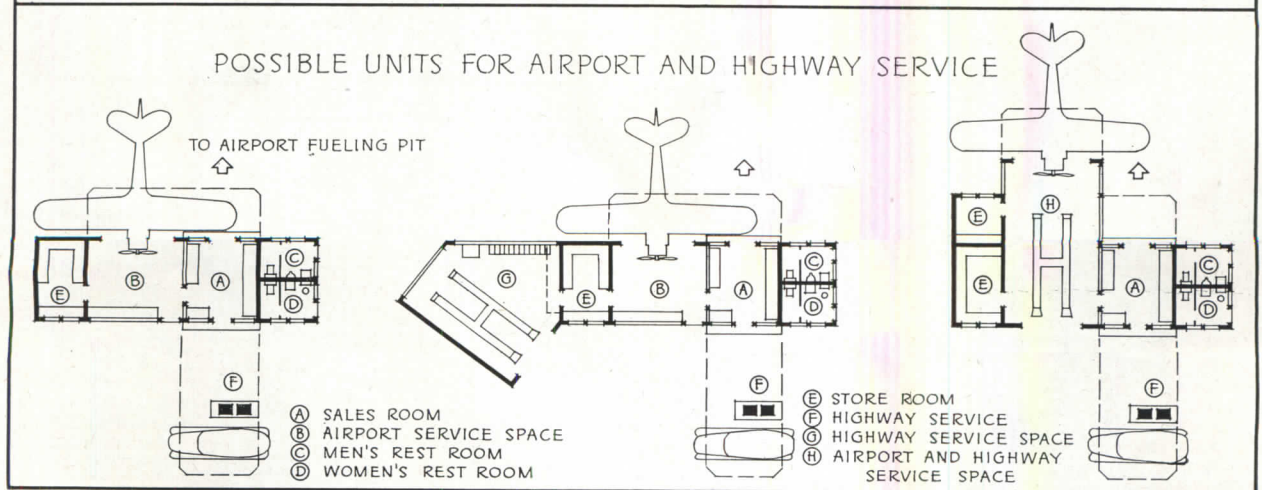 POSSIBLE UNITS FOR AIRPORT AND HIGHWAY SERVICE
TO AIRPORT FUELING PIT
E
B
A
C
D
F
G
E
B
A
C
D
F
E
E
H
A
C
D
F
A SALES ROOM
B AIRPORT SERVICE SPACE
C MEN'S REST ROOM
D WOMEN'S REST ROOM
E STORE ROOM
F HIGHWAY SERVICE
G HIGHWAY SERVICE SPACE
H AIRPORT AND HIGHWAY
SERVICE SPACE